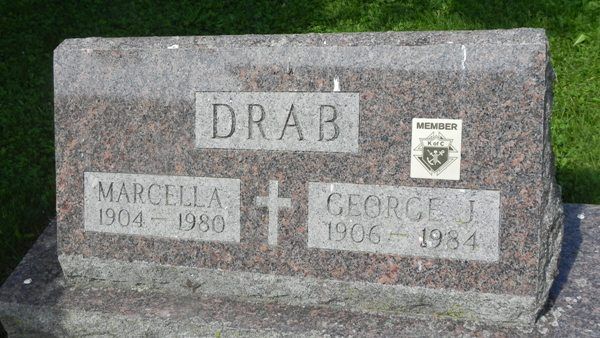 DRAB
MEMBER
K of C
MARCELLA
1904 — 1980
GEORGE J.
1906 — 1984